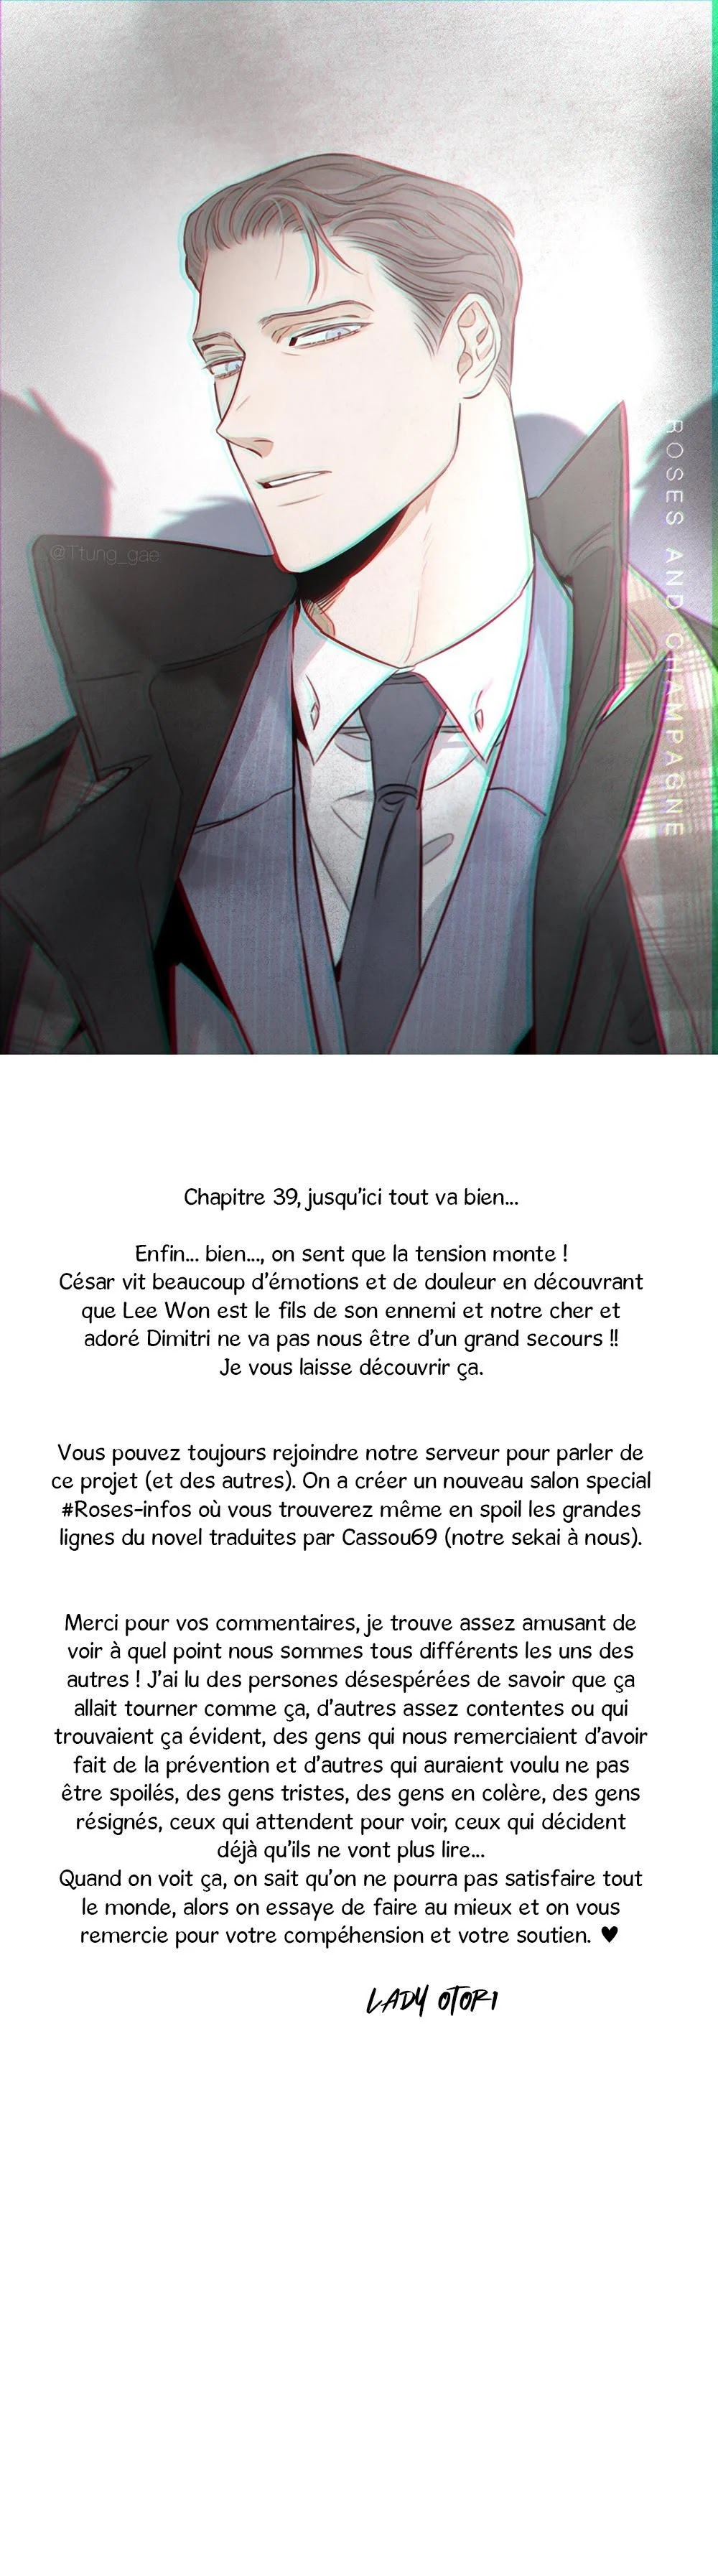 @Ttung_gae
ROSES AND CHAMPAGNE
Chapitre 39, jusqu'ici tout va bien...
Enfin... bien..., on sent que la tension monte !
César vit beaucoup d'émotions et de douleur en découvrant
que Lee Won est le fils de son ennemi et notre cher et
adoré Dimitri ne va pas nous être d'un grand secours !!
Je vous laisse découvrir ça.
Vous pouvez toujours rejoindre notre serveur pour parler de
ce projet (et des autres). On a créer un nouveau salon special
#Roses-infos où vous trouverez même en spoil les grandes
lignes du novel traduites par Cassou69 (notre sekai à nous).
Merci pour vos commentaires, je trouve assez amusant de
voir à quel point nous sommes tous différents les uns des
autres ! J'ai lu des persones désespérées de savoir que ça
allait tourner comme ça, d'autres assez contentes ou qui
trouvaient ça évident, des gens qui nous remerciaient d'avoir
fait de la prévention et d'autres qui auraient voulu ne pas
être spoilés, des gens tristes, des gens en colère, des gens
résignés, ceux qui attendent pour voir, ceux qui décident
déjà qu'ils ne vont plus lire...
Quand on voit ça, on sait qu'on ne pourra pas satisfaire tout
le monde, alors on essaye de faire au mieux et on vous
remercie pour votre compéhension et votre soutien. ♥
LADY OTORI